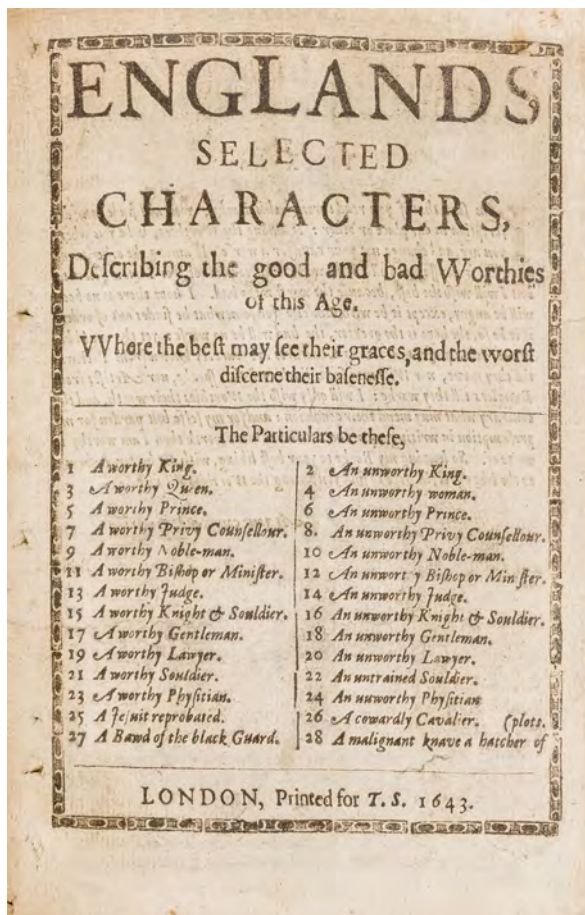 ENGLANDS
SELECTED
CHARACTERS,
Describing the good and bad Worthies
of this Age.
VVhere the best may see their graces, and the worst
discerne their basenesse.
The Particulars be these,
1 A worthy King.
3 A worthy Queen.
5 A worthy Prince.
7 A worthy Privy Counsellour.
9 A worthy Noble-man.
11 A worthy Bishop or Minister.
13 A worthy Judge.
15 A worthy Knight & Souldier.
17 A worthy Gentleman.
19 A worthy Lawyer.
21 A worthy Souldier.
23 A worthy Physitian.
25 A Jesuit reprobated.
27 A Bawd of the black Guard.
2 An unworthy King.
4 An unworthy woman.
6 An unworthy Prince.
8. An unworthy Privy Counsellour.
10 An unworthy Noble-man.
12 An unwort y Bishop or Min ster.
14 An unworthy Judge.
16 An unworthy Knight & Souldier.
18 An unworthy Gentleman.
20 An unworthy Lawyer.
22 An untrained Souldier.
24 An unworthy Physitian
26 A cowardly Cavalier. (plots.
28 A malignant knave a hatcher of
LONDON, Printed for T. S. 1643.